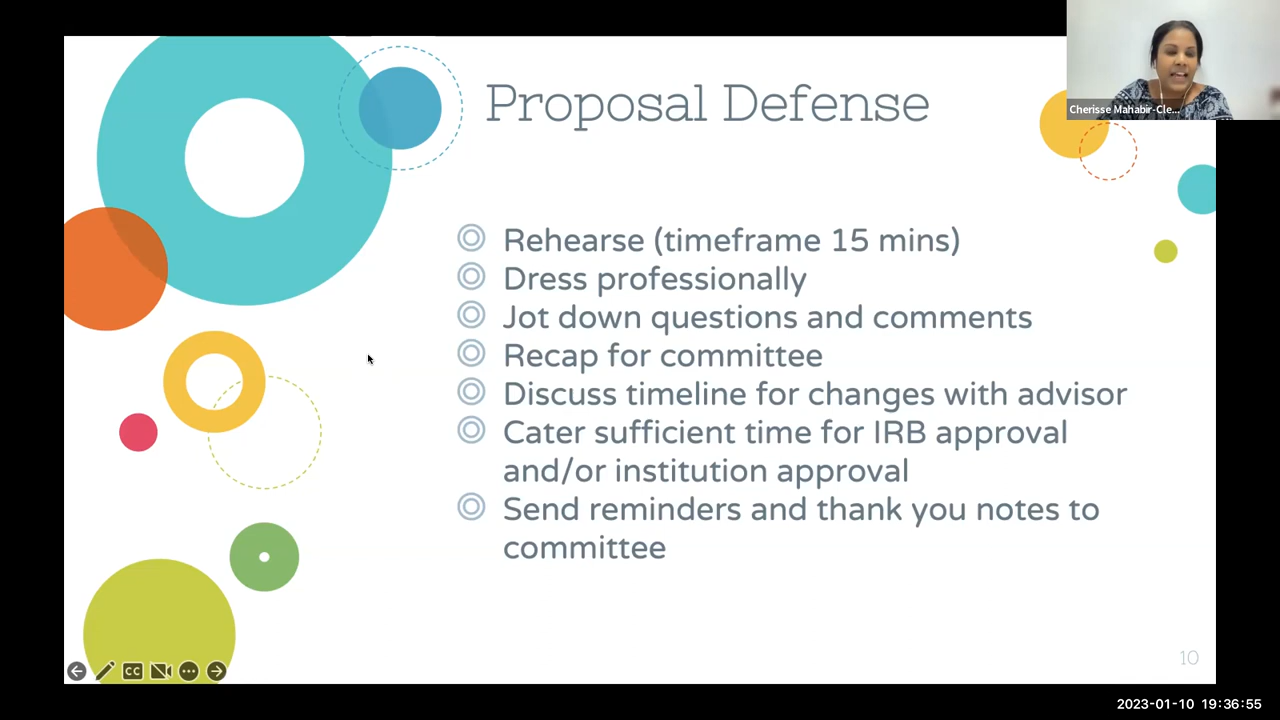 Proposal Defense
Cherisse Mahabir-Cle...
Rehearse (timeframe 15 mins)
Dress professionally
Jot down questions and comments
Recap for committee
Discuss timeline for changes with advisor
Cater sufficient time for IRB approval
and/or institution approval
Send reminders and thank you notes to
committee
10
CC
2023-01-10 19:36:55